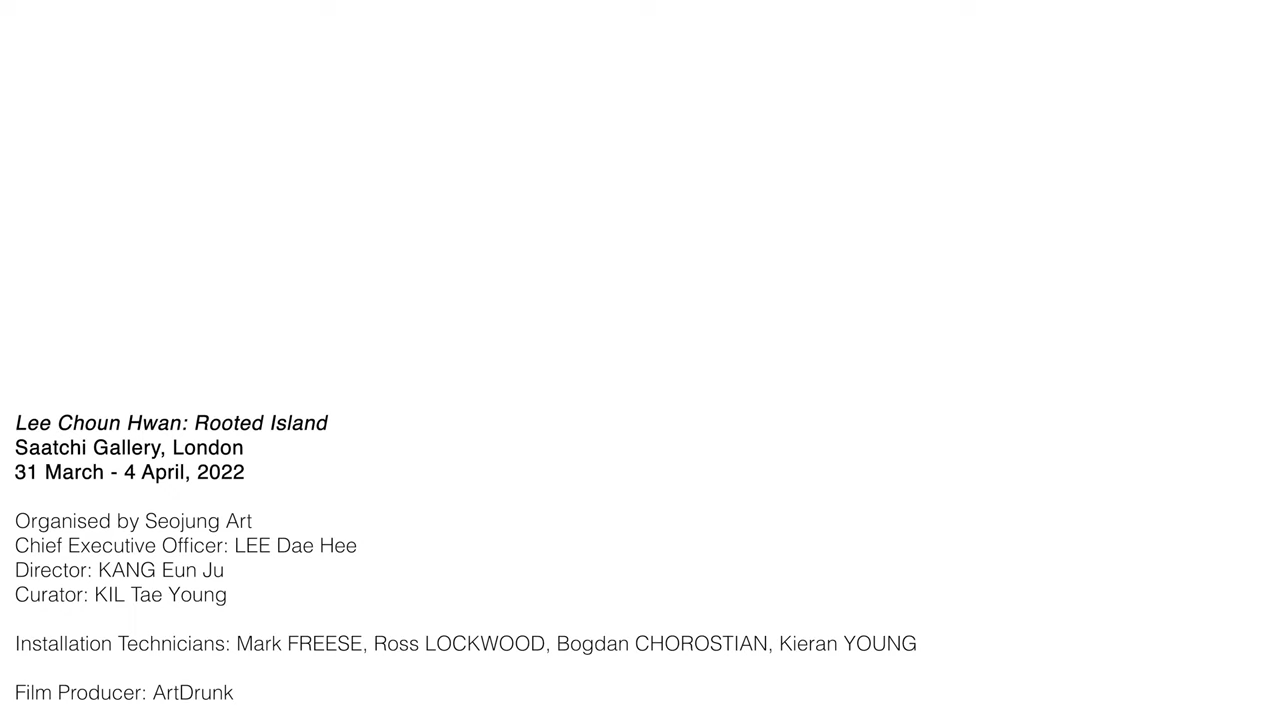 Lee Choun Hwan: Rooted Island
Saatchi Gallery, London
31 March - 4 April, 2022
Organised by Seojung Art
Chief Executive Officer: LEE Dae Hee
Director: KANG Eun Ju
Curator: KIL Tae Young
Installation Technicians: Mark FREESE, Ross LOCKWOOD, Bogdan CHOROSTIAN, Kieran YOUNG
Film Producer: ArtDrunk